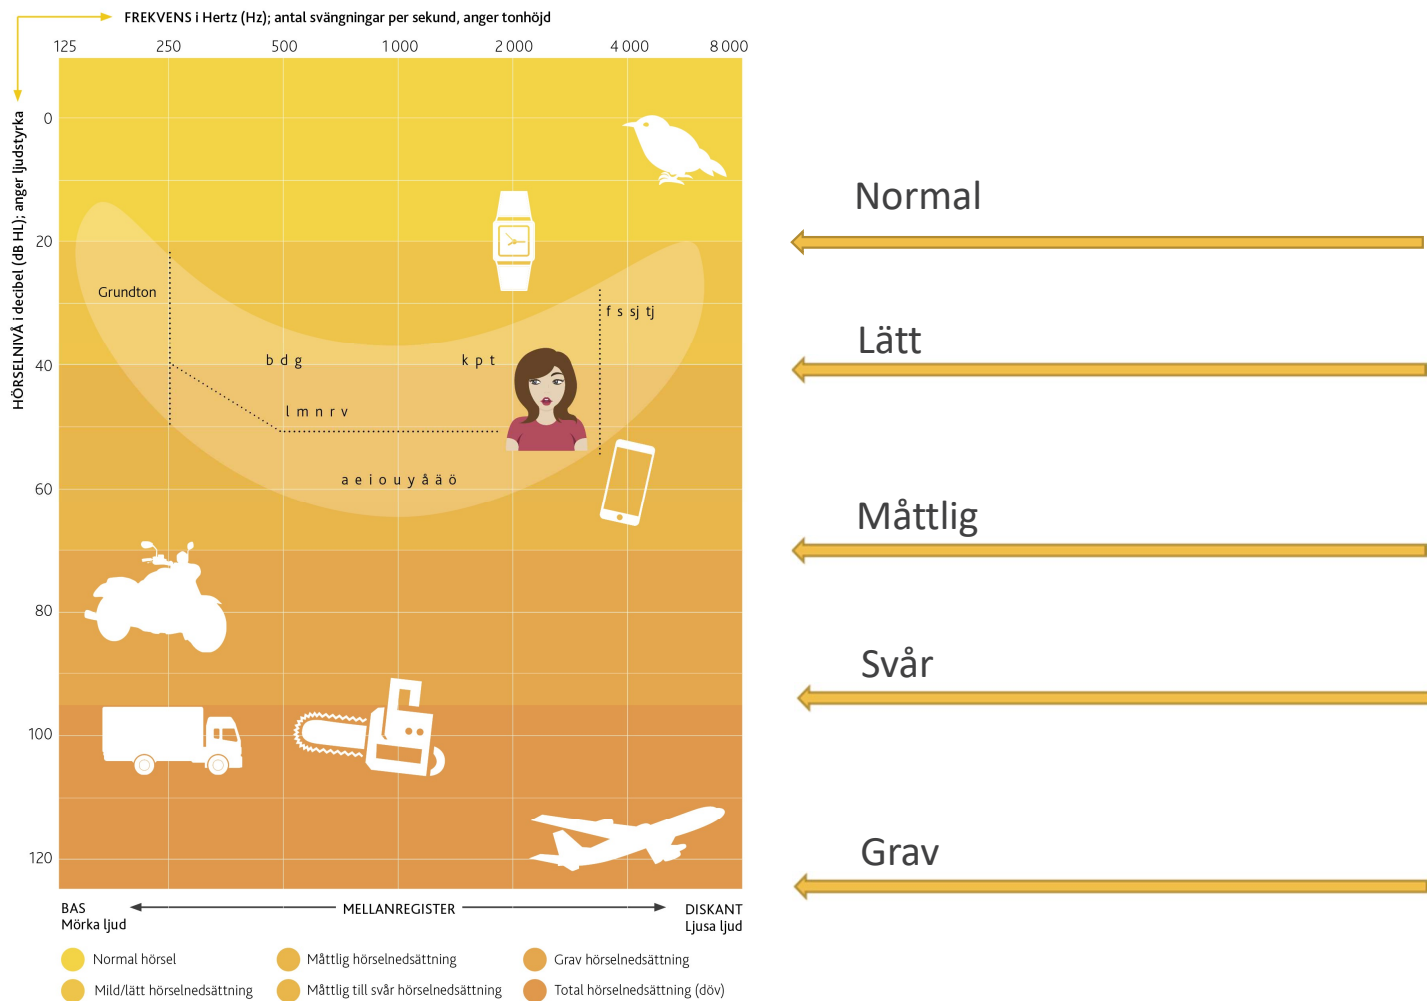 FREKVENS i Hertz (Hz); antal svängningar per sekund, anger tonhöjd
125 250 500 1 000 2 000 4 000 8 000
HÖRSELNIVÅ i decibel (dB HL); anger ljudstyrka
0
20
40
60
80
100
120
Grundton
f s sj tj
b d g
k p t
l m n r v
a e i o u y å ä ö
BAS
Mörka ljud
MELLANREGISTER
DISKANT
Ljusa ljud
Normal hörsel
Måttlig hörselnedsättning
Grav hörselnedsättning
Mild/lätt hörselnedsättning
Måttlig till svår hörselnedsättning
Total hörselnedsättning (döv)
Normal
Lätt
Måttlig
Svår
Grav